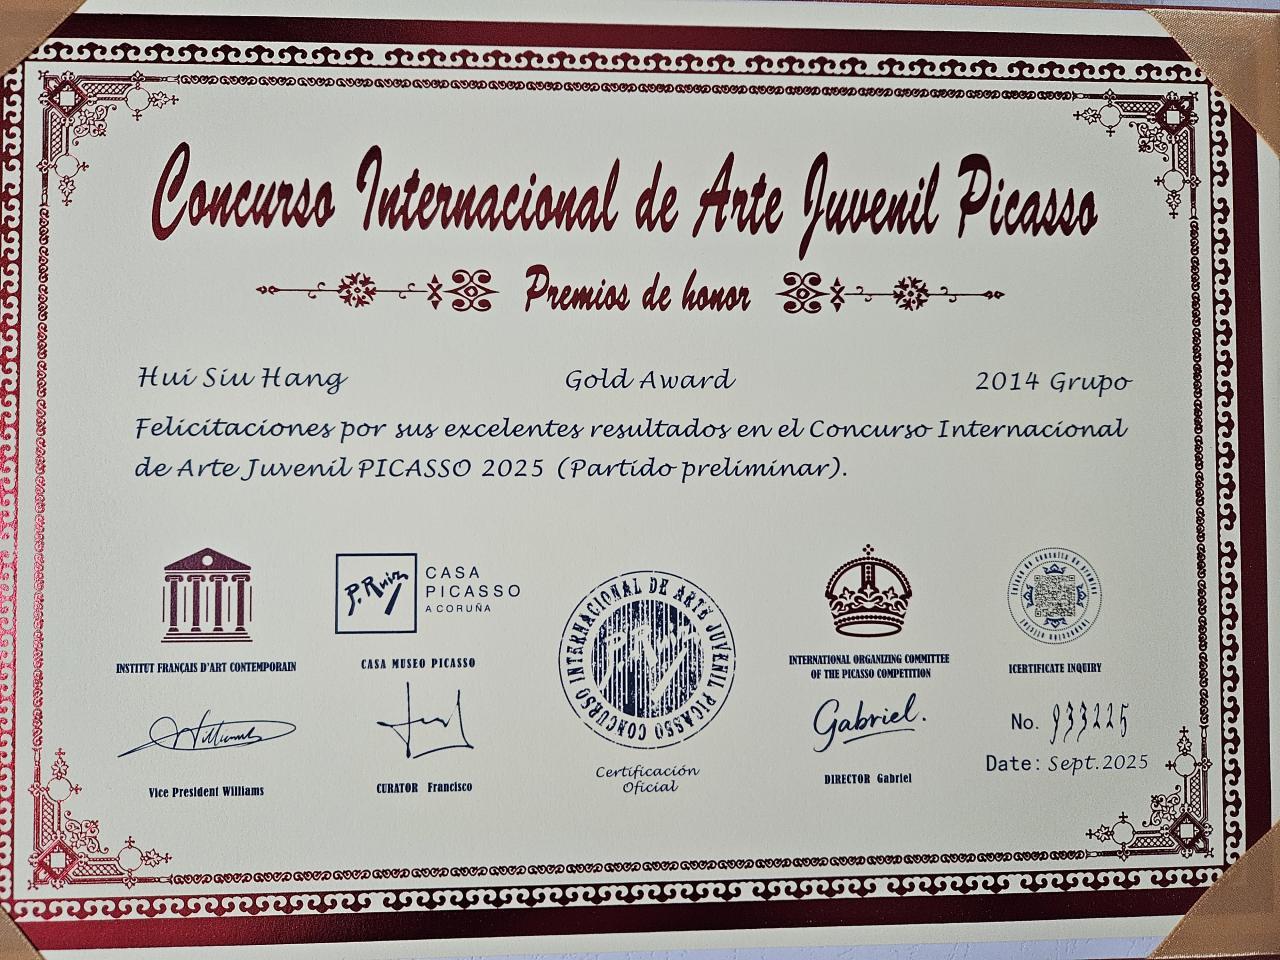 Concurso Internacional de Arte Juvenil Picasso
Premios de honor
Hui Siu Hang Gold Award 2014 Grupo
Felicitaciones por sus excelentes resultados en el Concurso Internacional
de Arte Juvenil PICASSO 2025 (Partido preliminar).
P. Ruiz
CASA
PICASSO
A CORUÑA
INSTITUT FRANÇAIS D'ART CONTEMPORAIN
CASA MUSEO PICASSO
CONCURSO INTERNACIONAL DE ARTE JUVENIL PICASSO
INTERNATIONAL ORGANIZING COMMITTEE
OF THE PICASSO COMPETITION
ICERTIFICATE INQUIRY
Williams
Gabriel.
No. 933225
Date: Sept.2025
Vice President Williams
CURATOR Francisco
Certificación
Oficial
DIRECTOR Gabriel